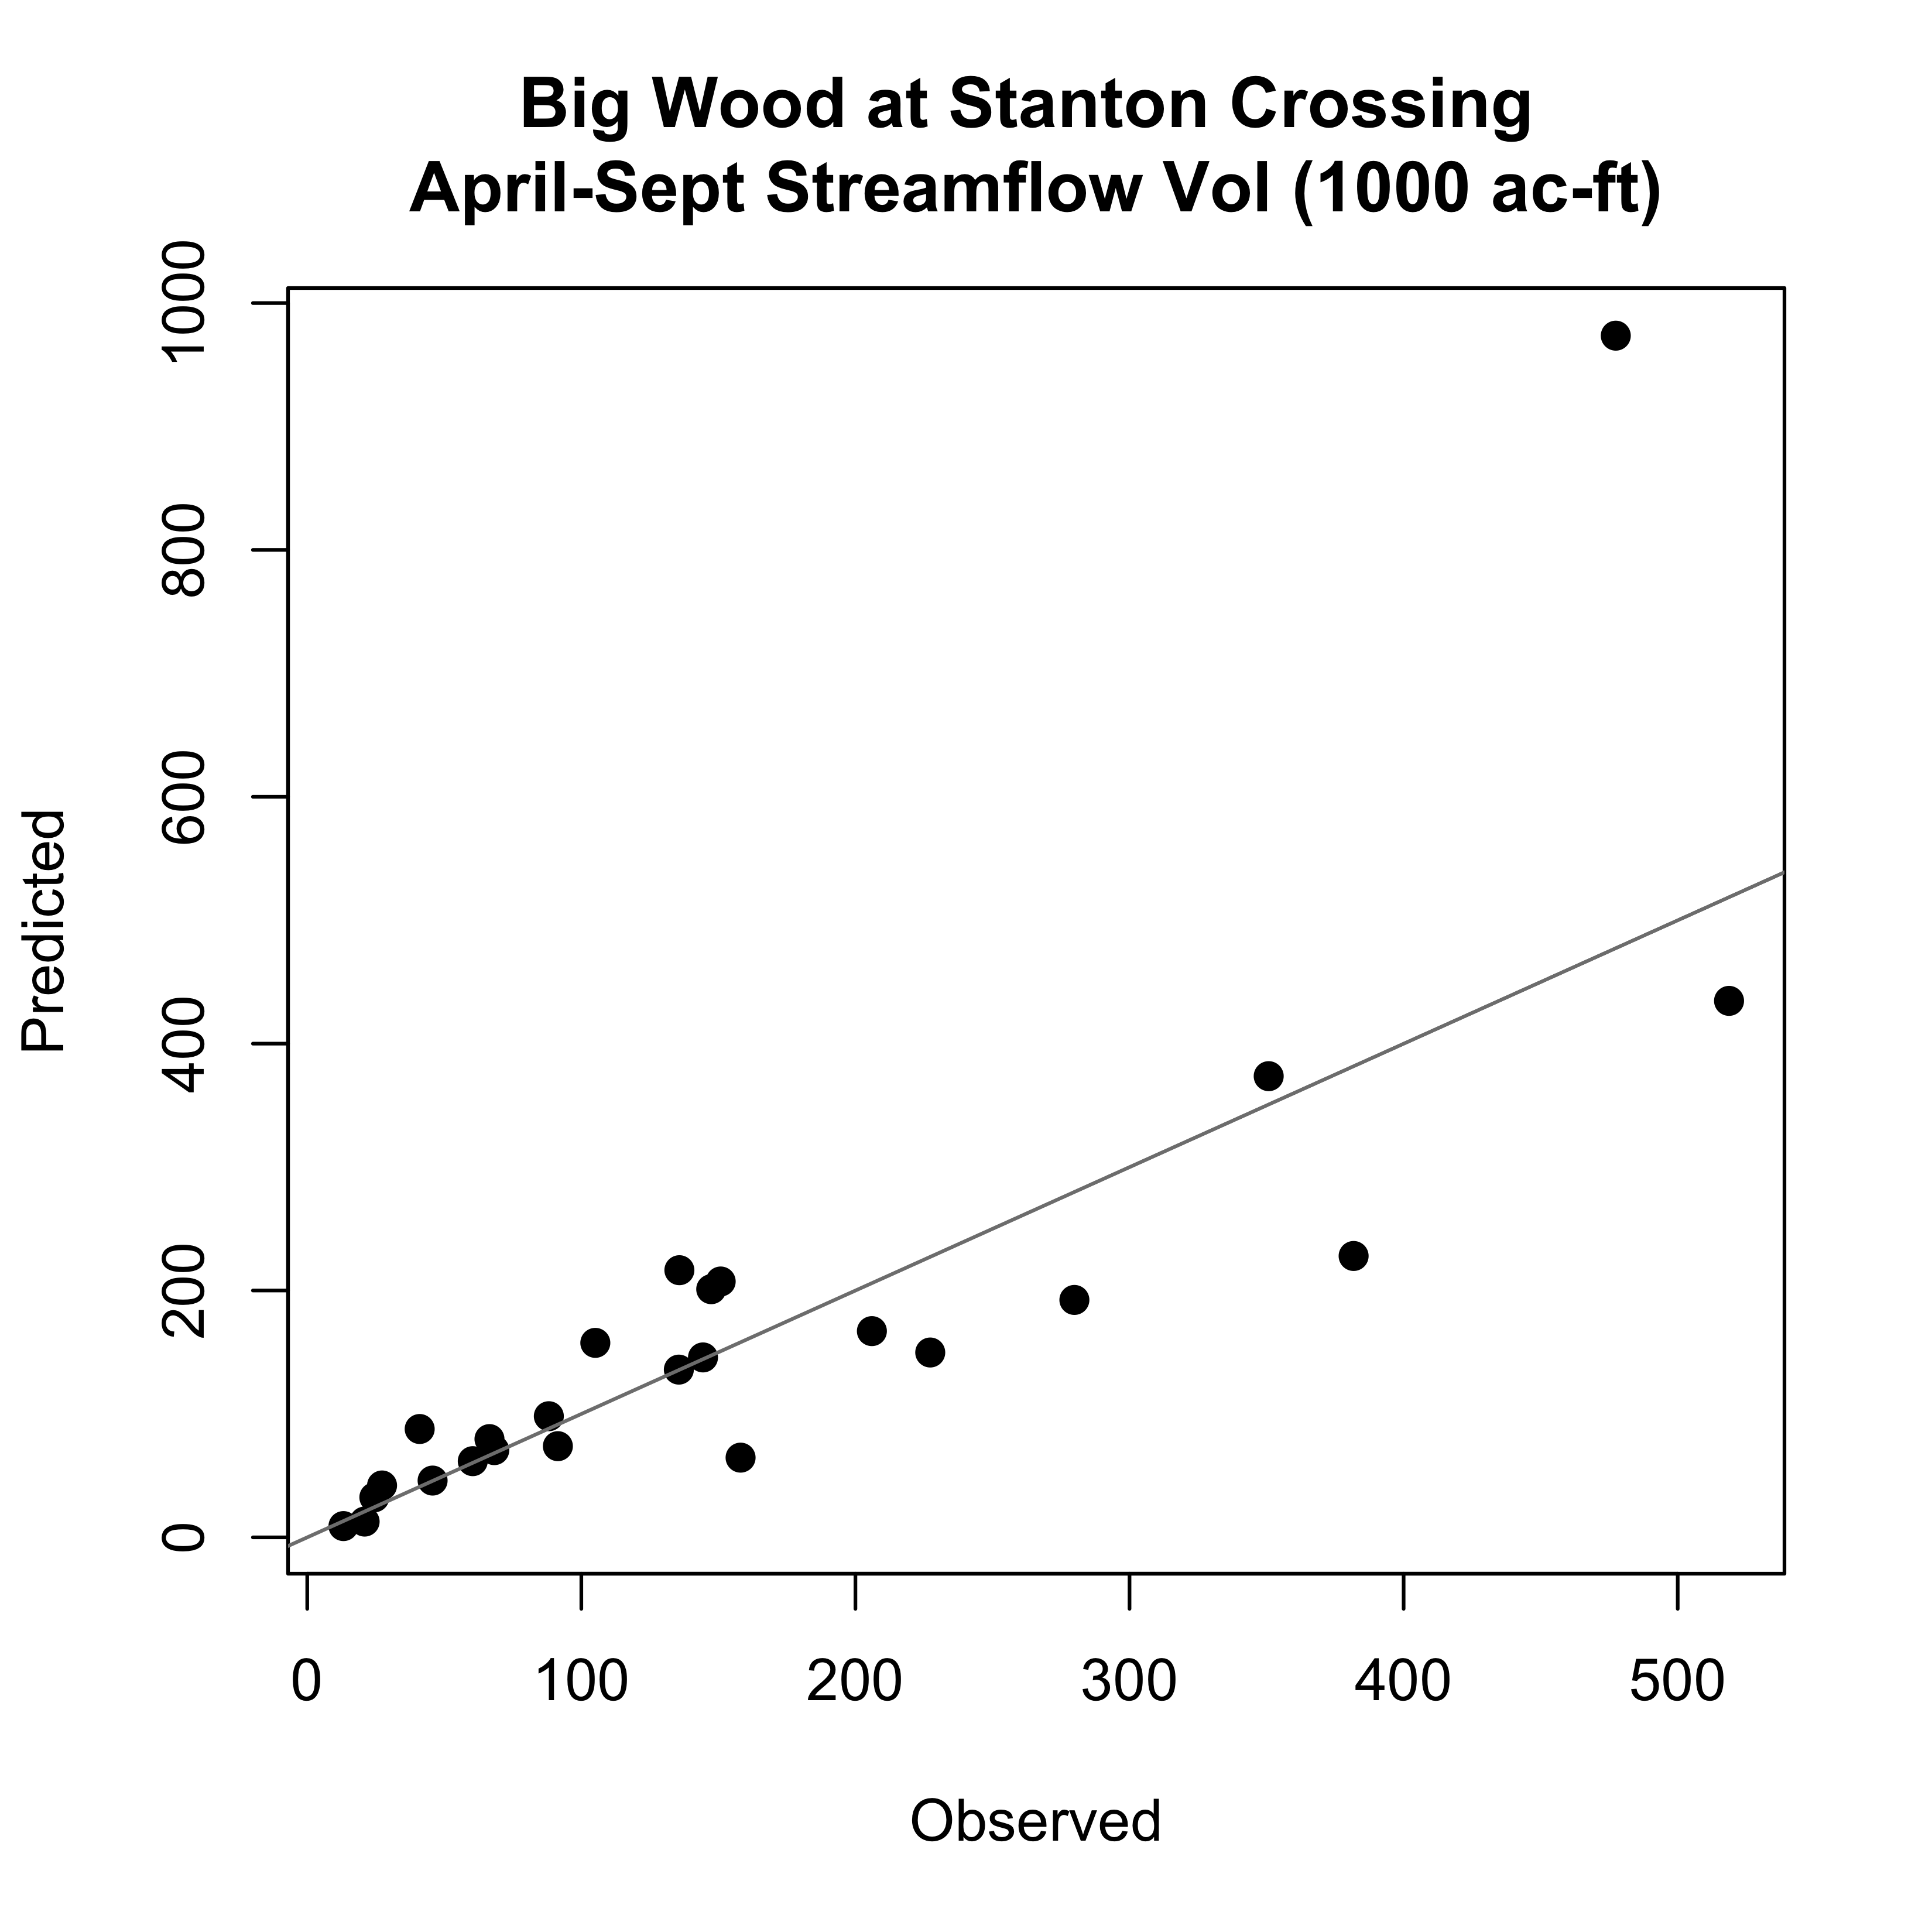 Big Wood at Stanton Crossing
April-Sept Streamflow Vol (1000 ac-ft)
1000
800
600
400
200
0
Predicted
0 100 200 300 400 500
Observed